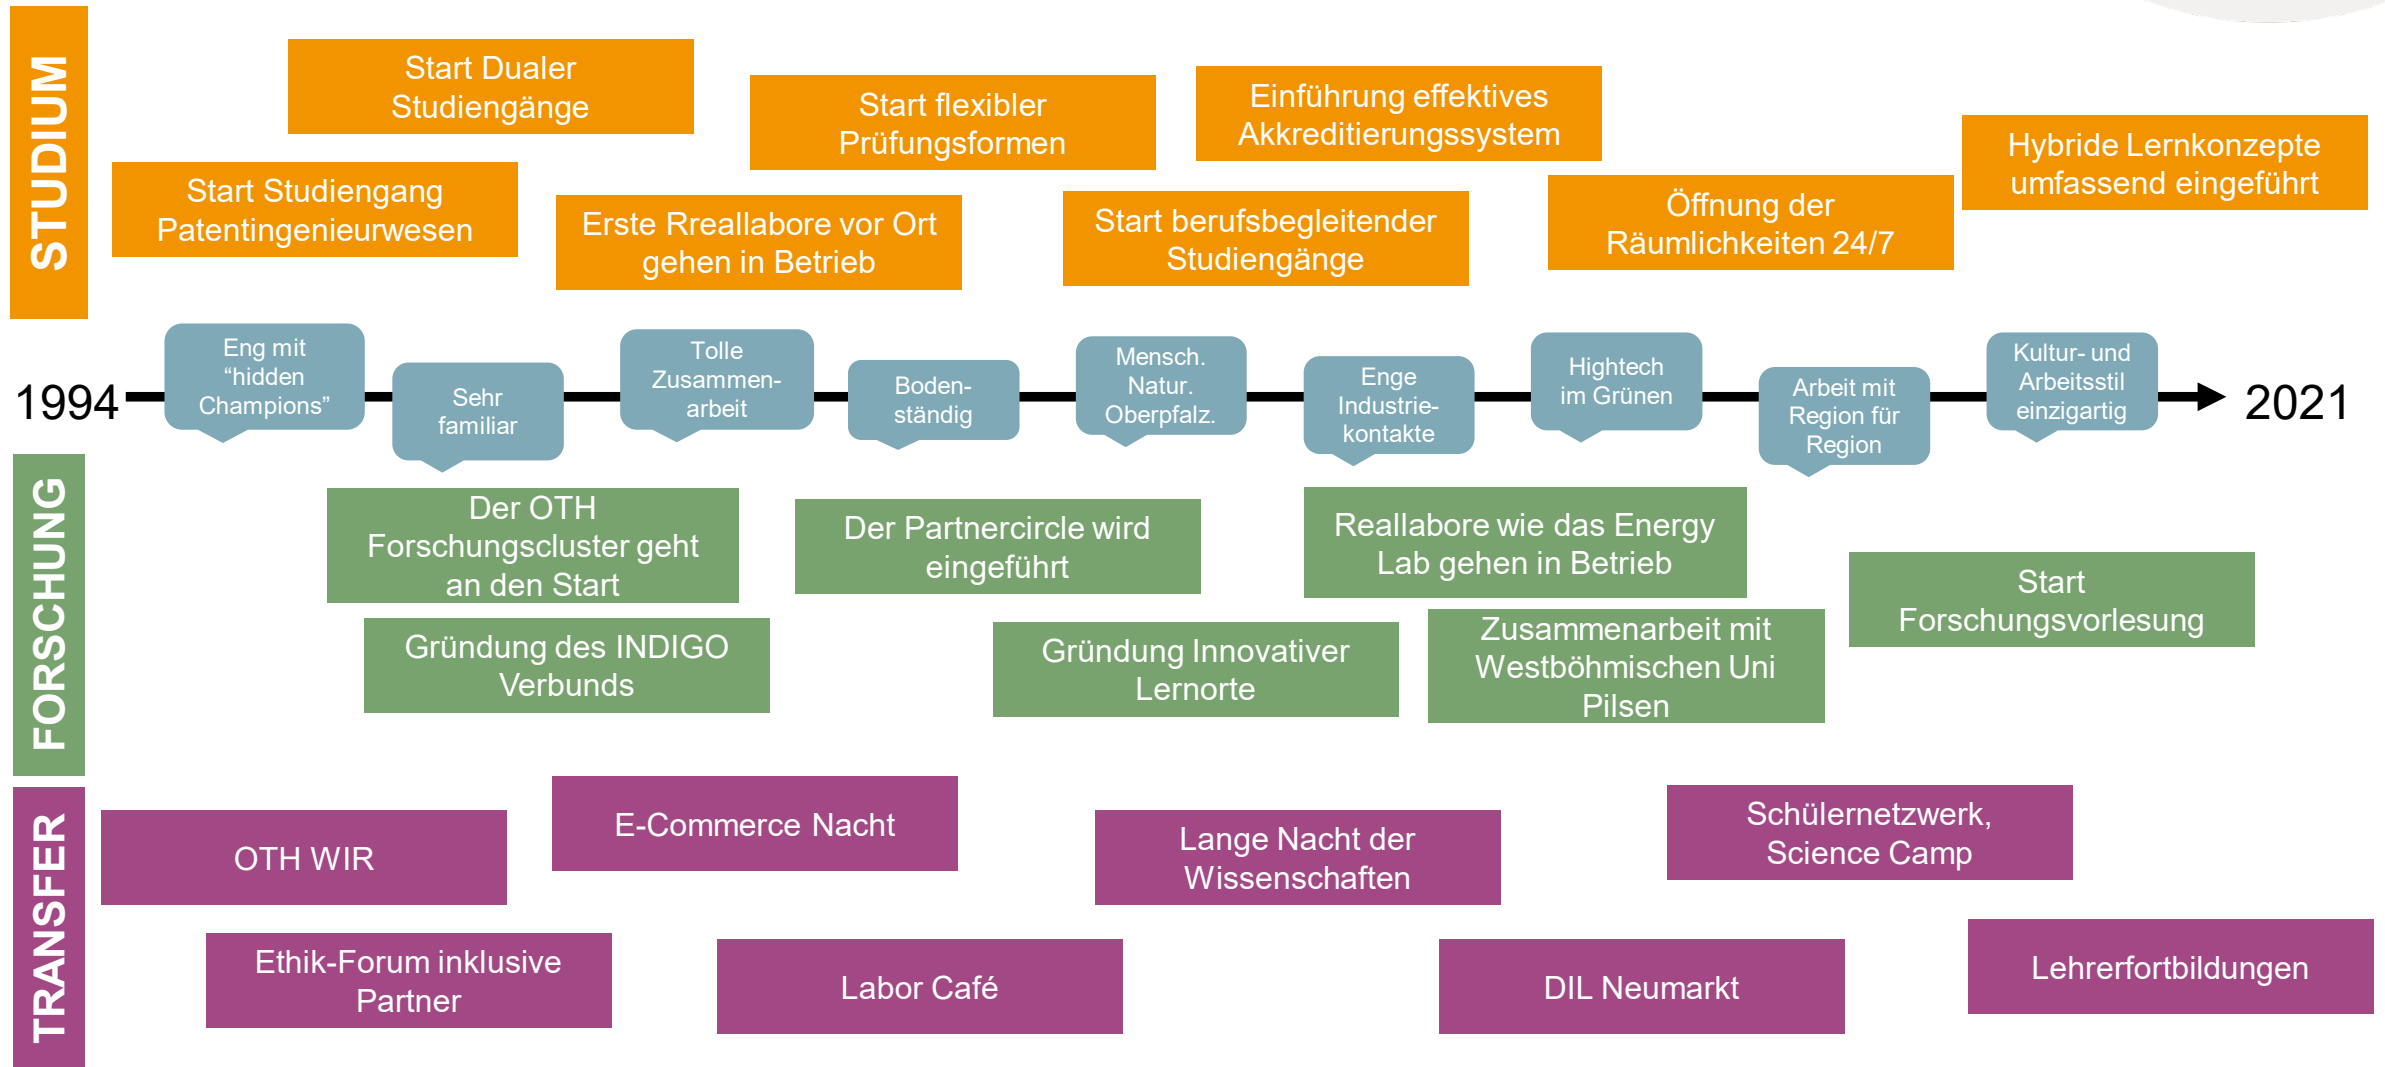 STUDIUM
Start Dualer
Studiengänge
Start flexibler
Prüfungsformen
Einführung effektives
Akkreditierungssystem
Hybride Lernkonzepte
umfassend eingeführt
Start Studiengang
Patentingenieurwesen
Erste Rreallabore vor Ort
gehen in Betrieb
Start berufsbegleitender
Studiengänge
Öffnung der
Räumlichkeiten 24/7
1994
Eng mit
“hidden
Champions”
Sehr
familiar
Tolle
Zusammen-
arbeit
Boden-
ständig
Mensch.
Natur.
Oberpfalz.
Enge
Industrie-
kontakte
Hightech
im Grünen
Arbeit mit
Region für
Region
Kultur- und
Arbeitsstil
einzigartig
2021
FORSCHUNG
Der OTH
Forschungscluster geht
an den Start
Der Partnercircle wird
eingeführt
Reallabore wie das Energy
Lab gehen in Betrieb
Start
Forschungsvorlesung
Gründung des INDIGO
Verbunds
Gründung Innovativer
Lernorte
Zusammenarbeit mit
Westböhmischen Uni
Pilsen
TRANSFER
OTH WIR
E-Commerce Nacht
Lange Nacht der
Wissenschaften
Schülernetzwerk,
Science Camp
Ethik-Forum inklusive
Partner
Labor Café
DIL Neumarkt
Lehrerfortbildungen